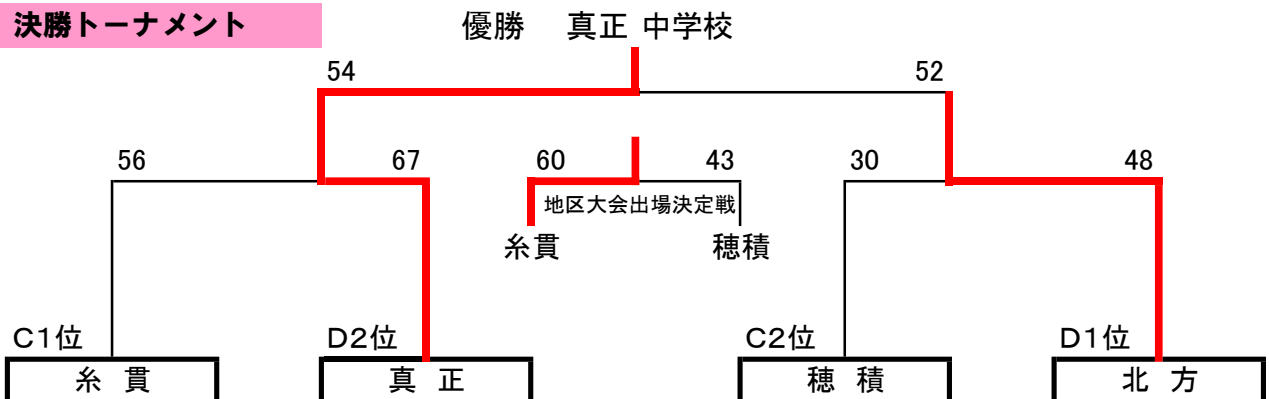 決勝トーナメント
優勝 真正 中学校
54 52
56 67 60 43 30 48
地区大会出場決定戦
糸貫 穂積
C1位 D2位 C2位 D1位
糸 貫 真 正 穂 積 北 方